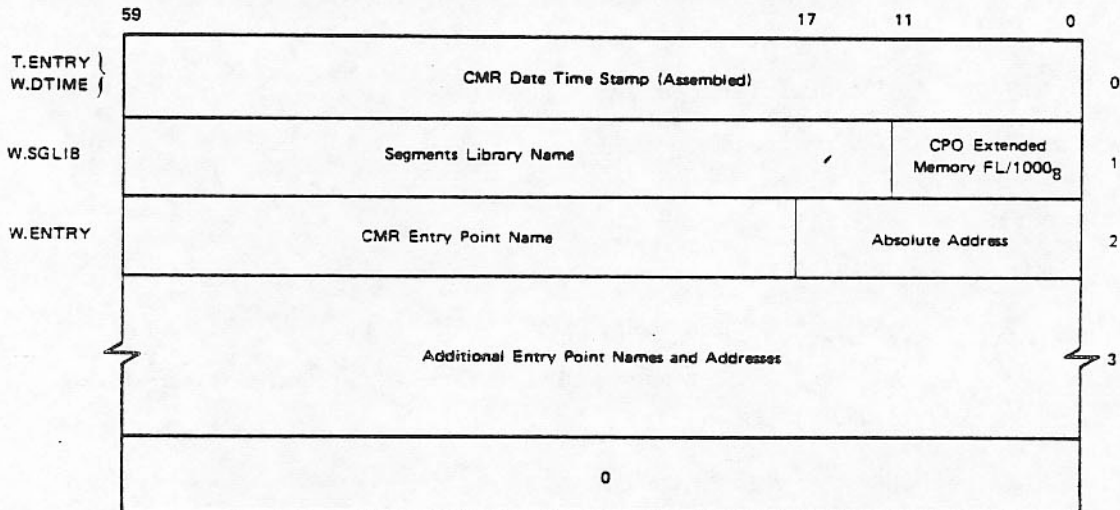 59 17 11 0
T.ENTRY
W.DTIME
CMR Date Time Stamp (Assembled)
0
W.SGLIB
Segments Library Name
CPO Extended
Memory FL/1000₈
1
W.ENTRY
CMR Entry Point Name
Absolute Address
2
Additional Entry Point Names and Addresses
3
0